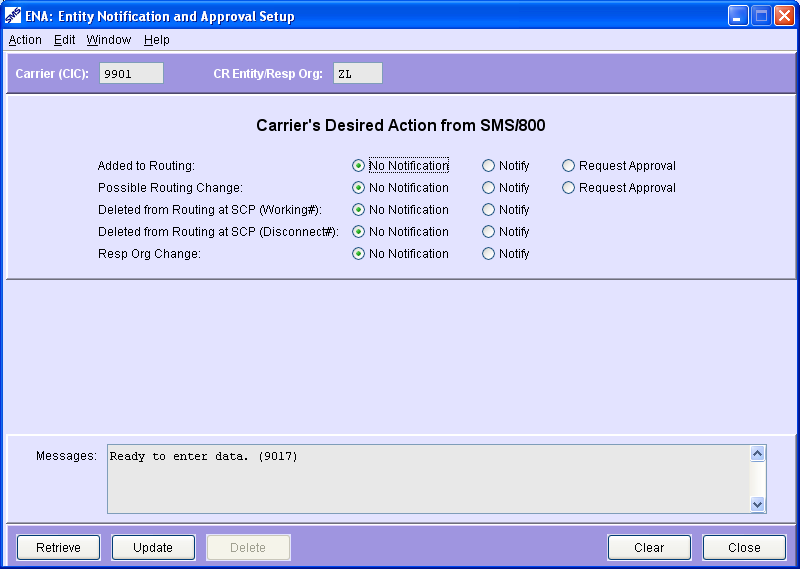 SMS ENA: Entity Notification and Approval Setup
Action Edit Window Help
Carrier (CIC): 9901 CR Entity/Resp Org: ZL
Carrier's Desired Action from SMS/800
Added to Routing: No Notification Notify Request Approval
Possible Routing Change: No Notification Notify Request Approval
Deleted from Routing at SCP (Working#): No Notification Notify
Deleted from Routing at SCP (Disconnect#): No Notification Notify
Resp Org Change: No Notification Notify
Messages: Ready to enter data. (9017)
Retrieve Update Delete Clear Close